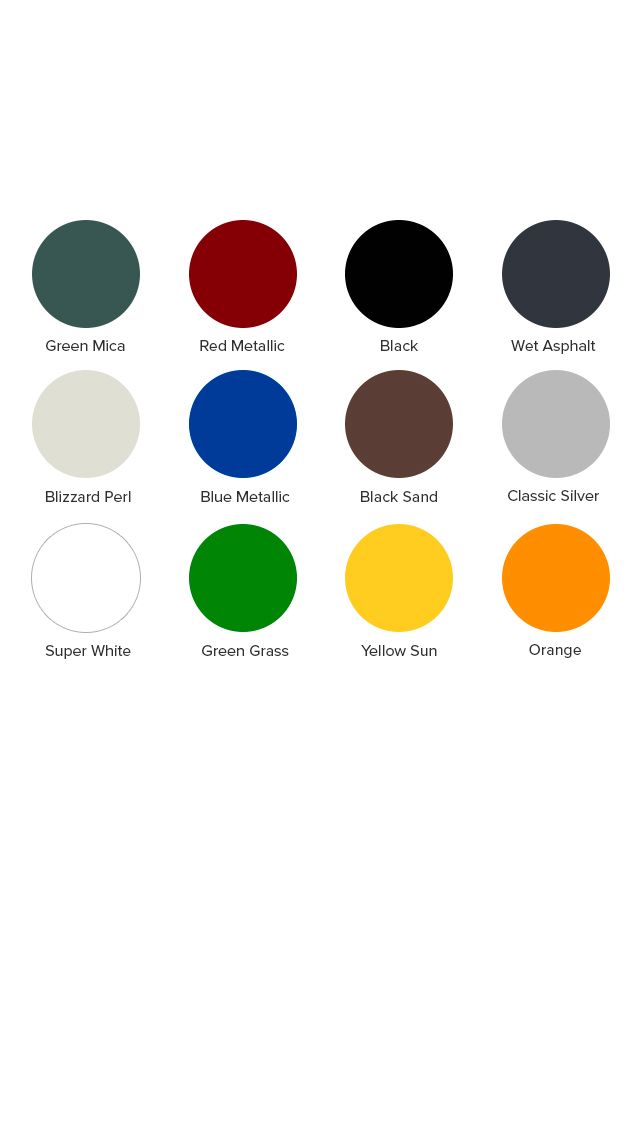 Green Mica
Red Metallic
Black
Wet Asphalt
Blizzard Perl
Blue Metallic
Black Sand
Classic Silver
Super White
Green Grass
Yellow Sun
Orange